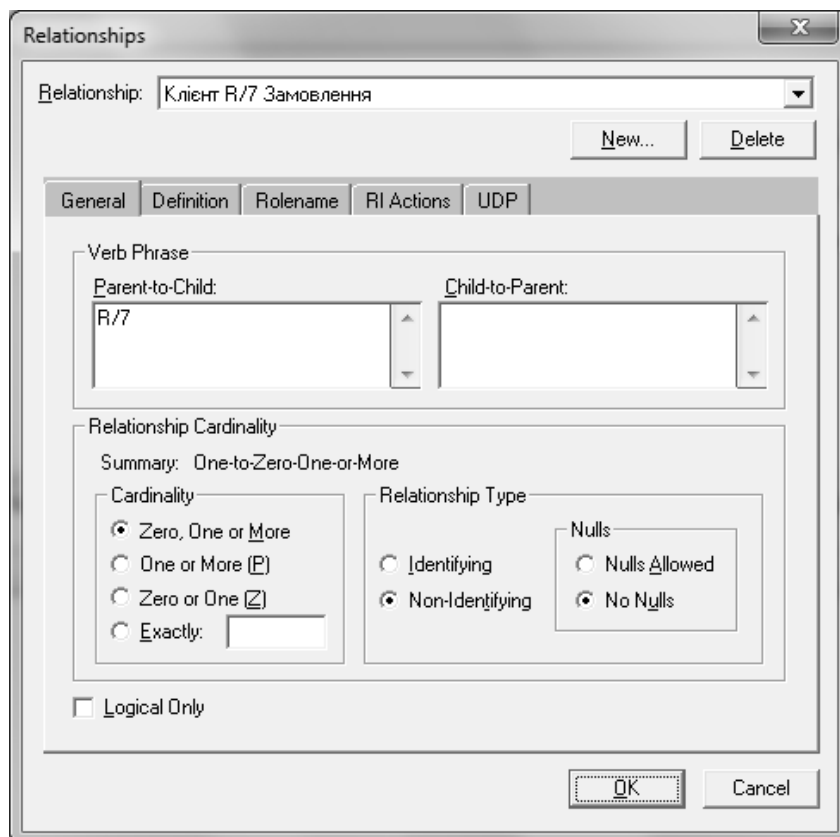 Relationships
Relationship: Клієнт R/7 Замовлення
New... Delete
General Definition Rolename RI Actions UDP
Verb Phrase
Parent-to-Child: Child-to-Parent:
R/7
Relationship Cardinality
Summary: One-to-Zero-One-or-More
Cardinality Relationship Type
Zero, One or More Nulls
One or More (P) Identifying Nulls Allowed
Zero or One (Z) Non-Identifying No Nulls
Exactly:
Logical Only
OK Cancel